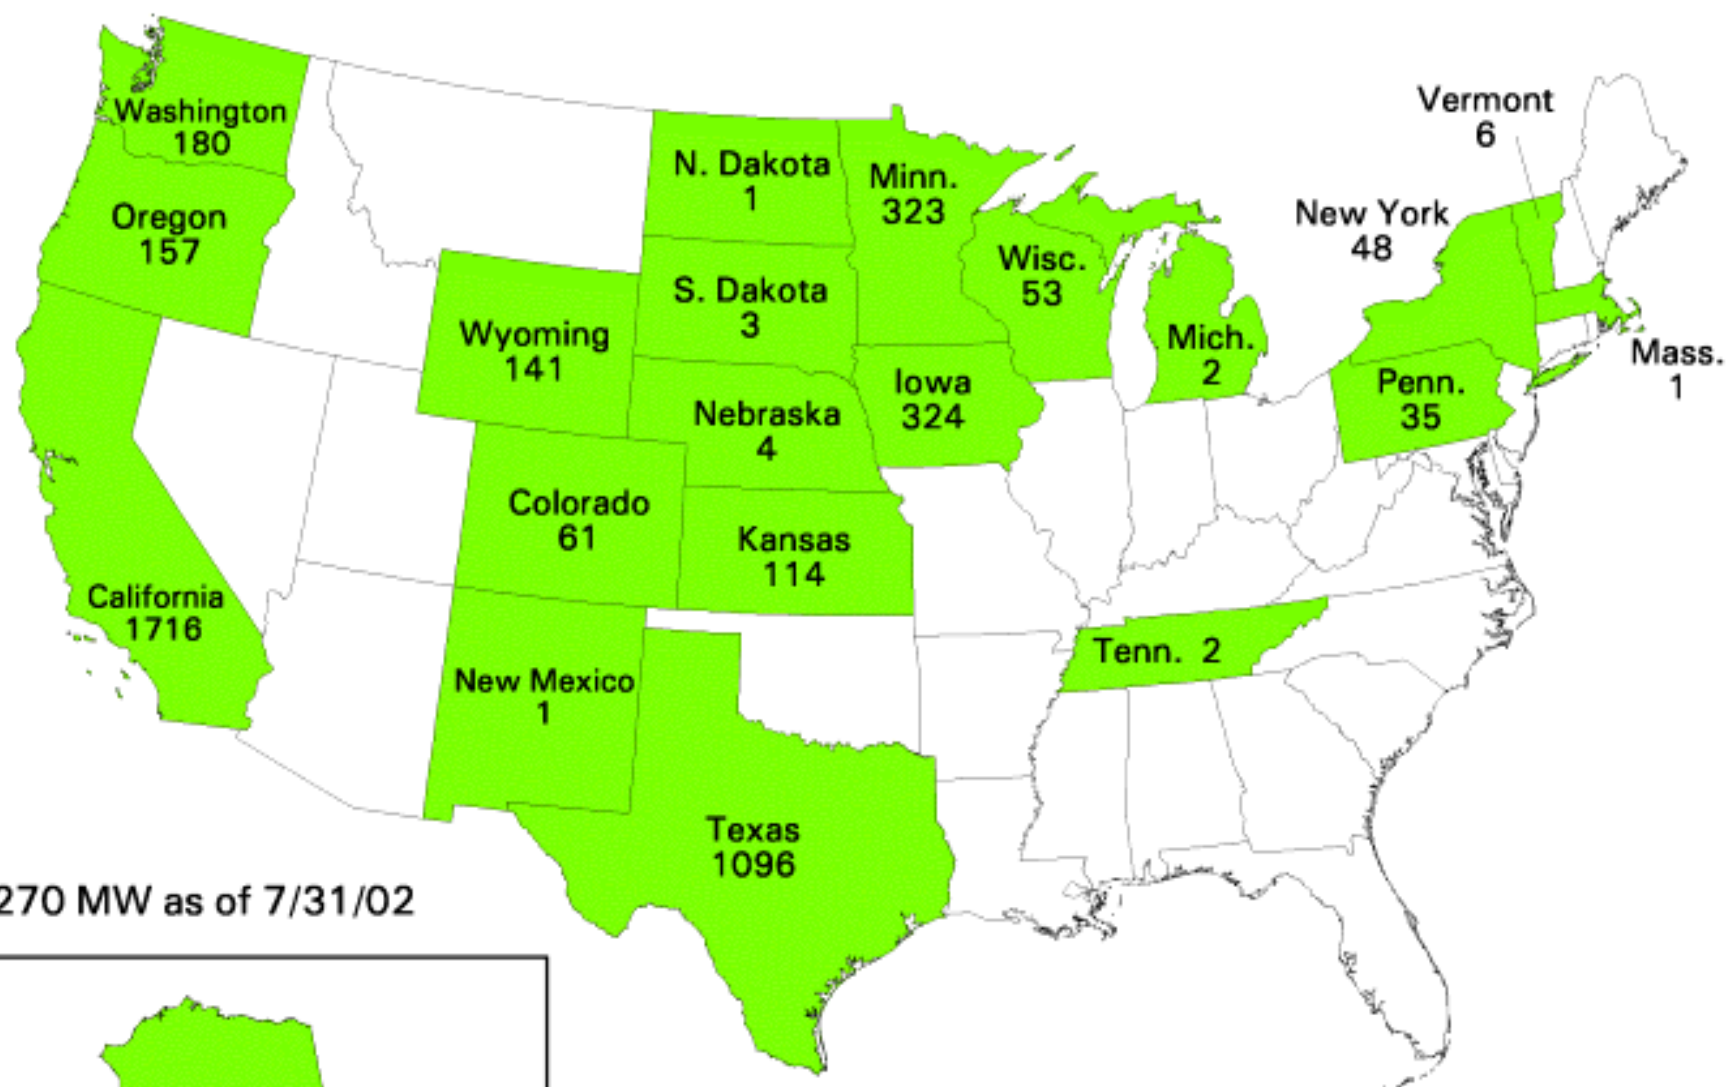 Vermont
6
Washington
180
N. Dakota
1
Minn.
323
New York
48
Oregon
157
Wisc.
53
S. Dakota
3
Wyoming
141
Mich.
2
Mass.
1
Iowa
324
Penn.
35
Nebraska
4
Colorado
61
Kansas
114
California
1716
Tenn. 2
New Mexico
1
Texas
1096
270 MW as of 7/31/02